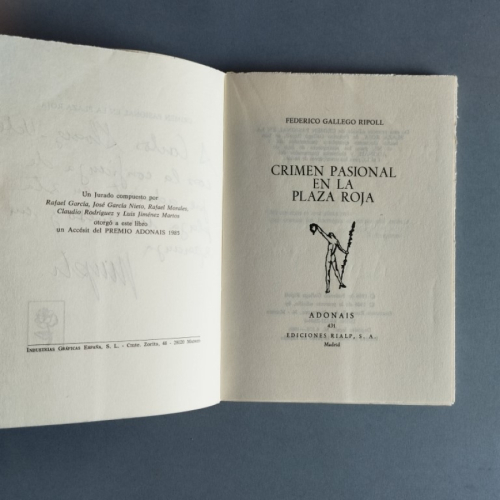 Un Jurado compuesto por
Rafael García, José García Nieto, Rafael Morales,
Claudio Rodríguez y Luis Jiménez Martos
otorgó a este libro
un Accésit del PREMIO ADONAIS 1985
INDUSTRIAS GRÁFICAS ESPAÑA, S. L. - Cmte. Zorita, 48 - 28020 Madrid
FEDERICO GALLEGO RIPOLL
CRIMEN PASIONAL
EN LA
PLAZA ROJA
ADONAIS
431
EDICIONES RIALP, S. A.
Madrid